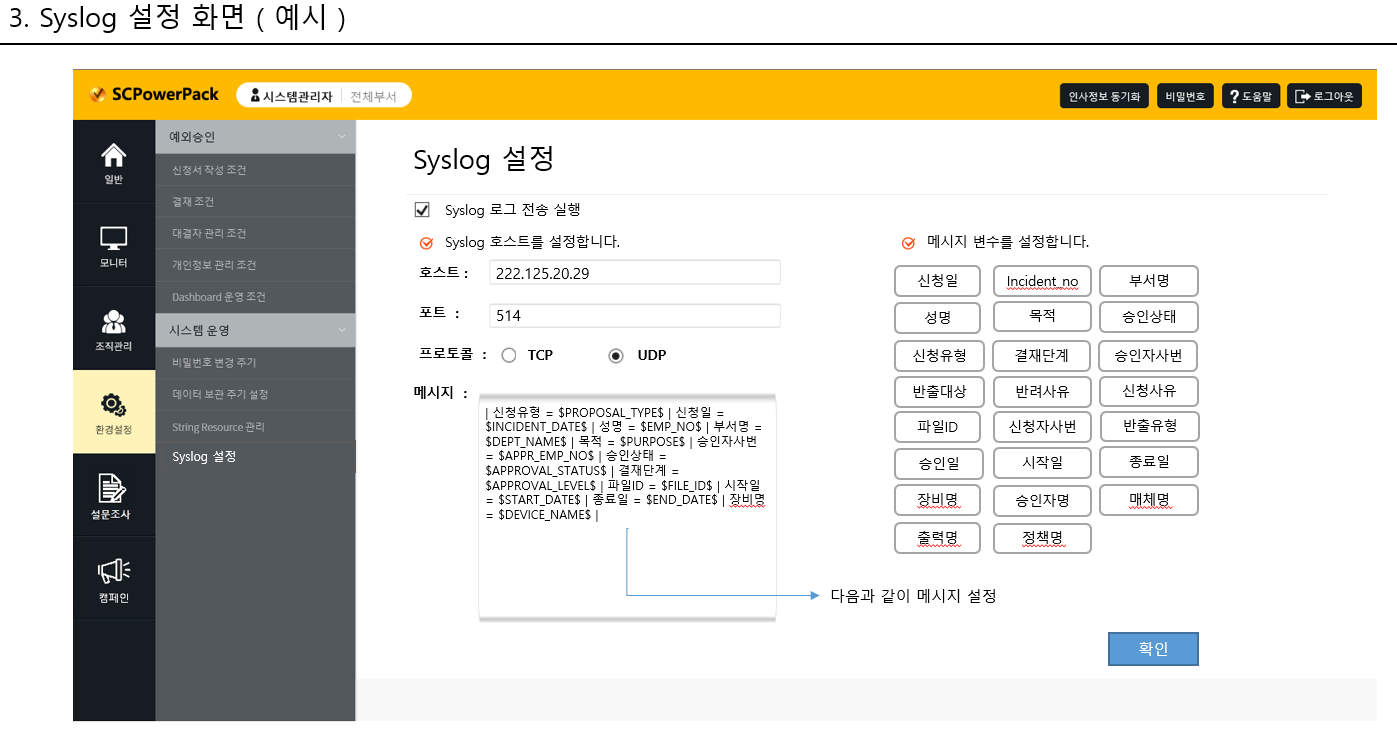 3. Syslog 설정 화면 ( 예시 )
SCPowerPack
시스템관리자 | 전체부서
인사정보 동기화
비밀번호
? 도움말
로그아웃
일반
모니터
조직관리
환경설정
설문조사
캠페인
예외승인
신청서 작성 조건
결재 조건
대결자 관리 조건
개인정보 관리 조건
Dashboard 운영 조건
시스템 운영
비밀번호 변경 주기
데이터 보관 주기 설정
String Resource 관리
Syslog 설정
Syslog 설정
Syslog 로그 전송 실행
Syslog 호스트를 설정합니다.
호스트 : 222.125.20.29
포트 : 514
프로토콜 : TCP UDP
메시지 :
| 신청유형 = $PROPOSAL_TYPE$ | 신청일 =
$INCIDENT_DATE$ | 성명 = $EMP_NO$ | 부서명 =
$DEPT_NAME$ | 목적 = $PURPOSE$ | 승인자사번
= $APPR_EMP_NO$ | 승인상태 =
$APPROVAL_STATUS$ | 결재단계 =
$APPROVAL_LEVEL$ | 파일ID = $FILE_ID$ | 시작일
= $START_DATE$ | 종료일 = $END_DATE$ | 장비명
= $DEVICE_NAME$ |
다음과 같이 메시지 설정
메시지 변수를 설정합니다.
신청일 Incident_no 부서명
성명 목적 승인상태
신청유형 결재단계 승인자사번
반출대상 반려사유 신청사유
파일ID 신청자사번 반출유형
승인일 시작일 종료일
장비명 승인자명 매체명
출력명 정책명
확인